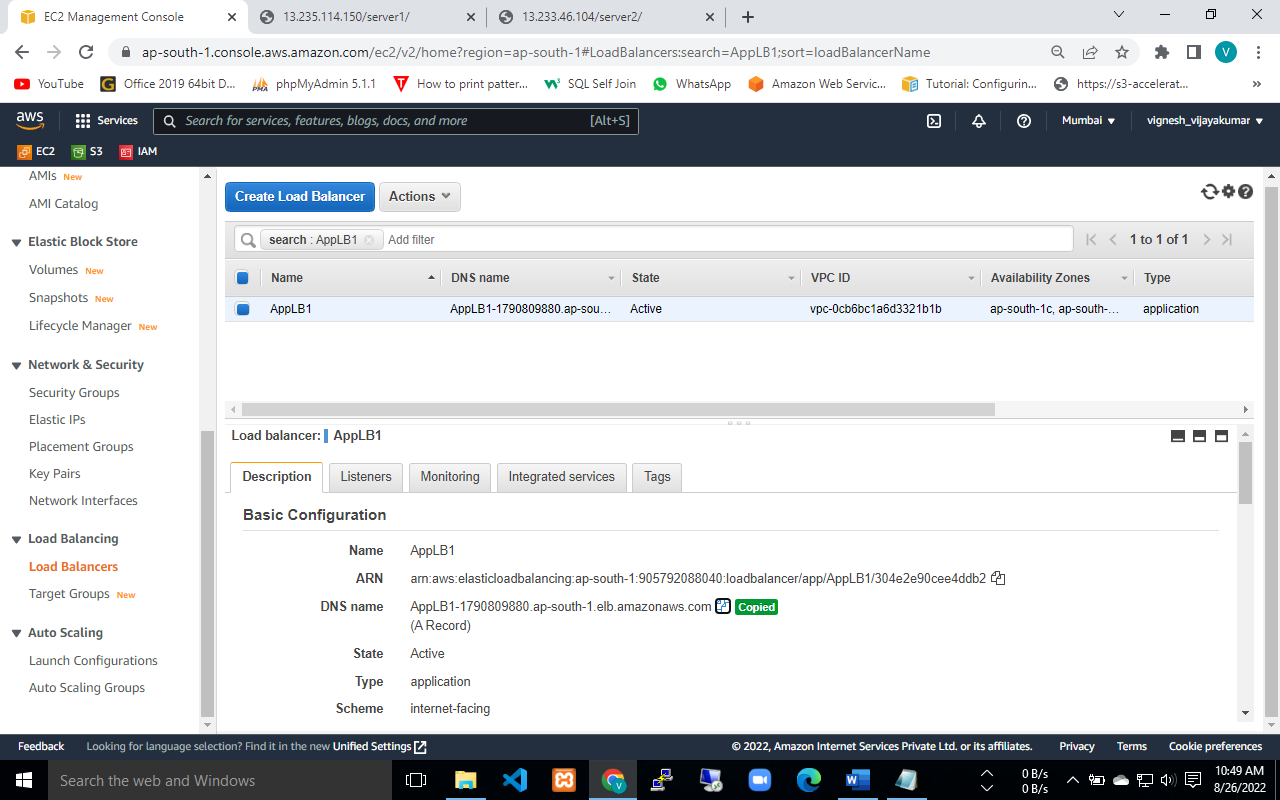 EC2 Management Console
13.235.114.150/server1/
13.233.46.104/server2/
ap-south-1.console.aws.amazon.com/ec2/v2/home?region=ap-south-1#LoadBalancers:search=AppLB1;sort=loadBalancerName
V
YouTube
Office 2019 64bit D...
phpMyAdmin 5.1.1
How to print patter...
SQL Self Join
WhatsApp
Amazon Web Servic...
Tutorial: Configurin...
https://s3-accelerat...
aws
Services
Search for services, features, blogs, docs, and more
[Alt+S]
Mumbai
vignesh_vijayakumar
EC2
S3
IAM
AMIs New
AMI Catalog
Elastic Block Store
Volumes New
Snapshots New
Lifecycle Manager New
Network & Security
Security Groups
Elastic IPs
Placement Groups
Key Pairs
Network Interfaces
Load Balancing
Load Balancers
Target Groups New
Auto Scaling
Launch Configurations
Auto Scaling Groups
Create Load Balancer
Actions
search : AppLB1
Add filter
1 to 1 of 1
Name DNS name State VPC ID Availability Zones Type
AppLB1 AppLB1-1790809880.ap-sou... Active vpc-0cb6bc1a6d3321b1b ap-south-1c, ap-south-... application
Load balancer: AppLB1
Description Listeners Monitoring Integrated services Tags
Basic Configuration
Name AppLB1
ARN arn:aws:elasticloadbalancing:ap-south-1:905792088040:loadbalancer/app/AppLB1/304e2e90cee4ddb2
DNS name AppLB1-1790809880.ap-south-1.elb.amazonaws.com Copied
(A Record)
State Active
Type application
Scheme internet-facing
Feedback
Looking for language selection? Find it in the new Unified Settings
© 2022, Amazon Internet Services Private Ltd. or its affiliates.
Privacy
Terms
Cookie preferences
Search the web and Windows
0 B/s
0 B/s
10:49 AM
8/26/2022